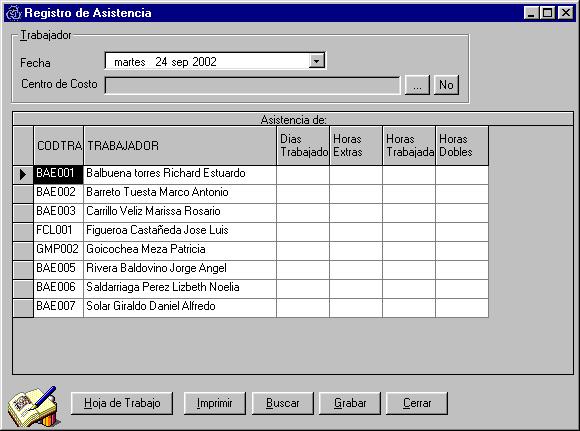 Registro de Asistencia
Trabajador
Fecha martes 24 sep 2002
Centro de Costo ... No
Asistencia de:
CODTRA TRABAJADOR Dias Trabajado Horas Extras Horas Trabajada Horas Dobles
BAE001 Balbuena torres Richard Estuardo
BAE002 Barreto Tuesta Marco Antonio
BAE003 Carrillo Veliz Marissa Rosario
FCL001 Figueroa Castañeda Jose Luis
GMP002 Goicochea Meza Patricia
BAE005 Rivera Baldovino Jorge Angel
BAE006 Saldarriaga Perez Lizbeth Noelia
BAE007 Solar Giraldo Daniel Alfredo
Hoja de Trabajo Imprimir Buscar Grabar Cerrar